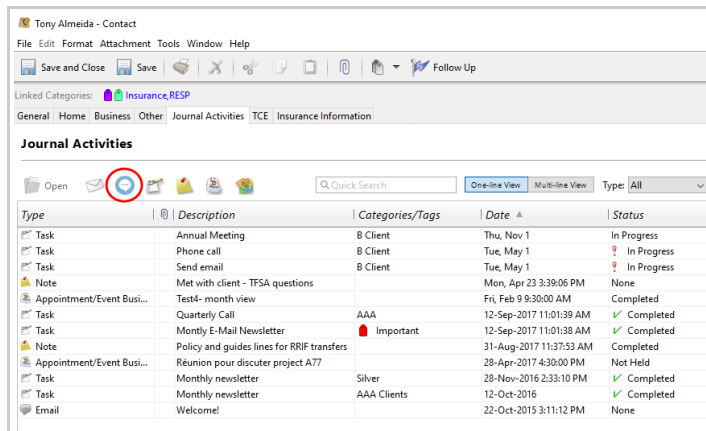 Tony Almeida - Contact
File Edit Format Attachment Tools Window Help
Save and Close Save Follow Up
Linked Categories: Insurance,RESP
General Home Business Other Journal Activities TCE Insurance Information
Journal Activities
Open Quick Search One-line View Multi-line View Type: All
Type Description Categories/Tags Date Status
Task Annual Meeting B Client Thu, Nov 1 In Progress
Task Phone call B Client Tue, May 1 In Progress
Task Send email B Client Tue, May 1 In Progress
Note Met with client - TFSA questions Mon, Apr 23 3:39:06 PM None
Appointment/Event Busi... Test4- month view Fri, Feb 9 9:30:00 AM Completed
Task Quarterly Call AAA 12-Sep-2017 11:01:39 AM Completed
Task Montly E-Mail Newsletter Important 12-Sep-2017 11:01:38 AM Completed
Note Policy and guides lines for RRIF transfers 31-Aug-2017 11:37:53 AM Completed
Appointment/Event Busi... Réunion pour discuter project A77 28-Apr-2017 4:30:00 PM Not Held
Task Monthly newsletter Silver 28-Nov-2016 2:33:10 PM Completed
Task Monthly newsletter AAA Clients 12-Oct-2016 Completed
Email Welcome! 22-Oct-2015 3:11:12 PM None